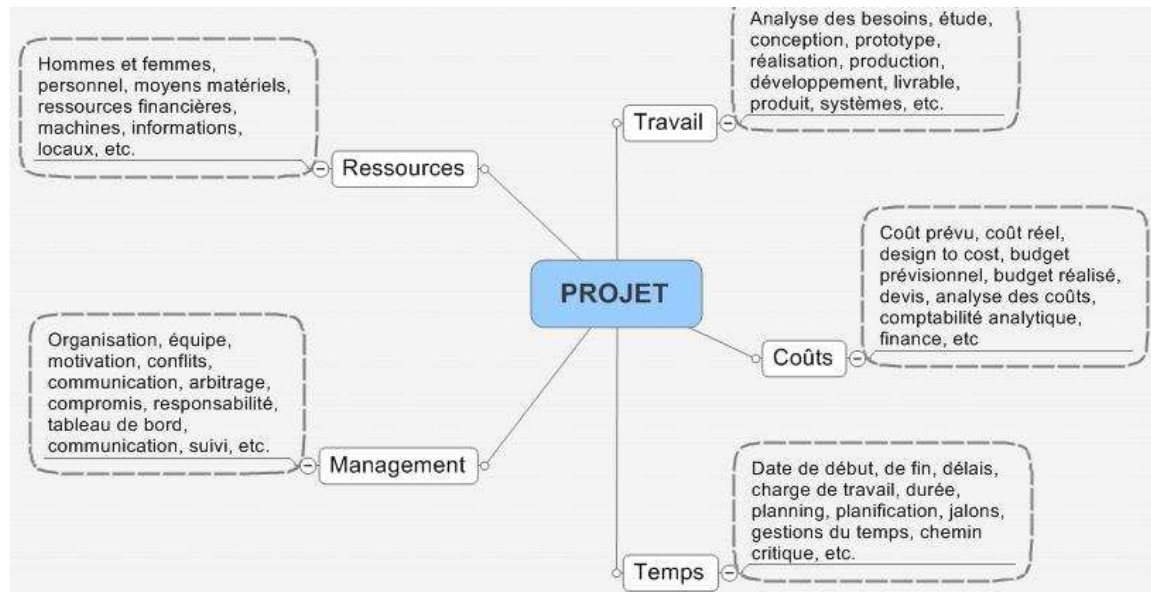 Hommes et femmes,
personnel, moyens matériels,
ressources financières,
machines, informations,
locaux, etc.
Ressources
Analyse des besoins, étude,
conception, prototype,
réalisation, production,
développement, livrable,
produit, systèmes, etc.
Travail
PROJET
Coût prévu, coût réel,
design to cost, budget
prévisionnel, budget réalisé,
devis, analyse des coûts,
comptabilité analytique,
finance, etc
Coûts
Organisation, équipe,
motivation, conflits,
communication, arbitrage,
compromis, responsabilité,
tableau de bord,
communication, suivi, etc.
Management
Date de début, de fin, délais,
charge de travail, durée,
planning, planification, jalons,
gestions du temps, chemin
critique, etc.
Temps